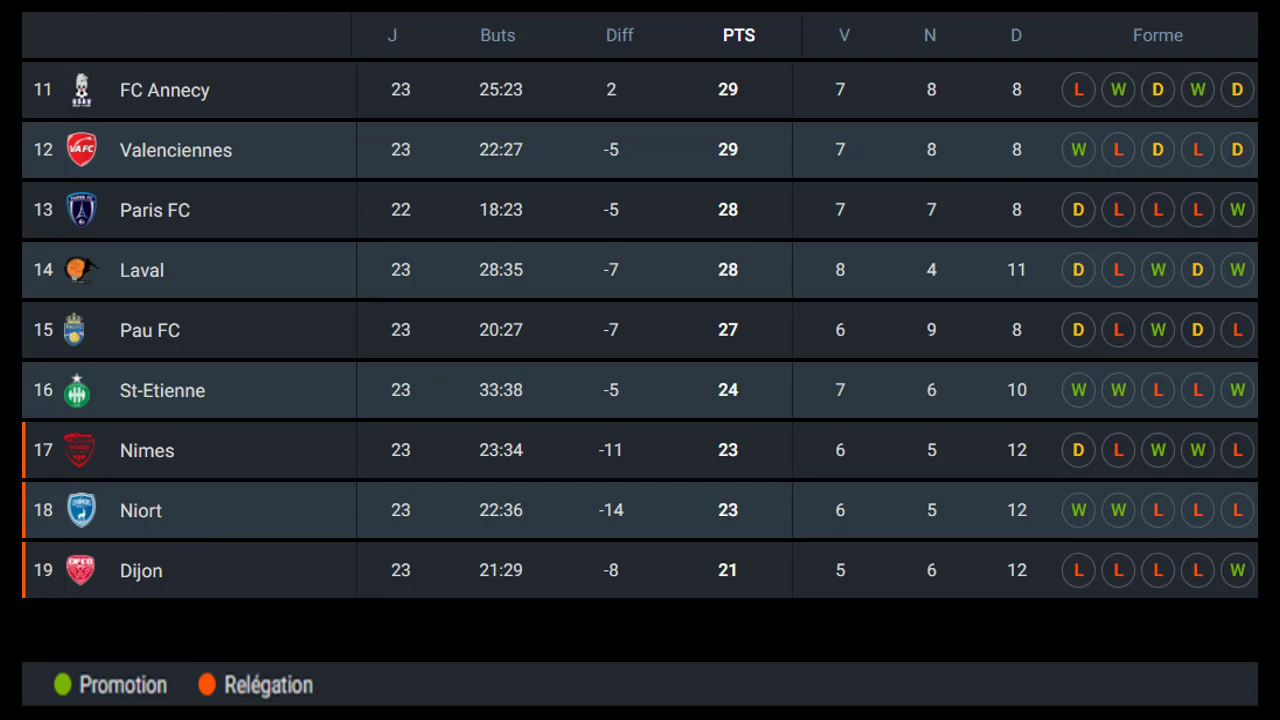 J Buts Diff PTS V N D Forme
11 FC Annecy 23 25:23 2 29 7 8 8 L W D W D
12 VAFC Valenciennes 23 22:27 -5 29 7 8 8 W L D L D
13 Paris FC 22 18:23 -5 28 7 7 8 D L L L W
14 Laval 23 28:35 -7 28 8 4 11 D L W D W
15 Pau FC 23 20:27 -7 27 6 9 8 D L W D L
16 St-Etienne 23 33:38 -5 24 7 6 10 W W L L W
17 Nimes 23 23:34 -11 23 6 5 12 D L W W L
18 Niort 23 22:36 -14 23 6 5 12 W W L L L
19 Dijon 23 21:29 -8 21 5 6 12 L L L L W
Promotion Relégation